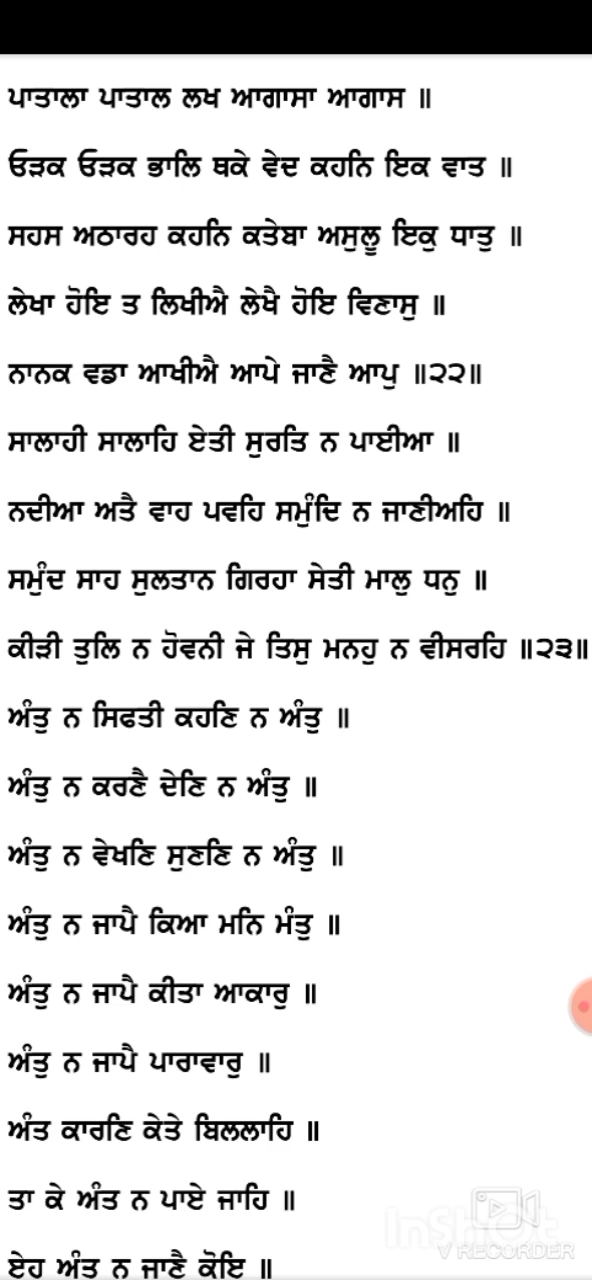 ਪਾਤਾਲਾ ਪਾਤਾਲ ਲਖ ਆਗਾਸਾ ਆਗਾਸ ॥
ਓੜਕ ਓੜਕ ਭਾਲਿ ਥਕੇ ਵੇਦ ਕਹਨਿ ਇਕ ਵਾਤ ॥
ਸਹਸ ਅਠਾਰਹ ਕਹਨਿ ਕਤੇਬਾ ਅਸੁਲੂ ਇਕੁ ਧਾਤੁ ॥
ਲੇਖਾ ਹੋਇ ਤ ਲਿਖੀਐ ਲੇਖੈ ਹੋਇ ਵਿਣਾਸੁ ॥
ਨਾਨਕ ਵਡਾ ਆਖੀਐ ਆਪੇ ਜਾਣੈ ਆਪੁ ॥੨੨॥
ਸਾਲਾਹੀ ਸਾਲਾਹਿ ਏਤੀ ਸੁਰਤਿ ਨ ਪਾਈਆ ॥
ਨਦੀਆ ਅਤੈ ਵਾਹ ਪਵਹਿ ਸਮੁੰਦਿ ਨ ਜਾਣੀਅਹਿ ॥
ਸਮੁੰਦ ਸਾਹ ਸੁਲਤਾਨ ਗਿਰਹਾ ਸੇਤੀ ਮਾਲੁ ਧਨੁ ॥
ਕੀੜੀ ਤੁਲਿ ਨ ਹੋਵਨੀ ਜੇ ਤਿਸੁ ਮਨਹੁ ਨ ਵੀਸਰਹਿ ॥੨੩॥
ਅੰਤੁ ਨ ਸਿਫਤੀ ਕਹਣਿ ਨ ਅੰਤੁ ॥
ਅੰਤੁ ਨ ਕਰਣੈ ਦੇਣਿ ਨ ਅੰਤੁ ॥
ਅੰਤੁ ਨ ਵੇਖਣਿ ਸੁਣਣਿ ਨ ਅੰਤੁ ॥
ਅੰਤੁ ਨ ਜਾਪੈ ਕਿਆ ਮਨਿ ਮੰਤੁ ॥
ਅੰਤੁ ਨ ਜਾਪੈ ਕੀਤਾ ਆਕਾਰੁ ॥
ਅੰਤੁ ਨ ਜਾਪੈ ਪਾਰਾਵਾਰੁ ॥
ਅੰਤ ਕਾਰਣਿ ਕੇਤੇ ਬਿਲਲਾਹਿ ॥
ਤਾ ਕੇ ਅੰਤ ਨ ਪਾਏ ਜਾਹਿ ॥
InShOt
V RECORDER
ਏਹ ਅੰਤ ਨ ਜਾਣੈ ਕੋਇ ॥